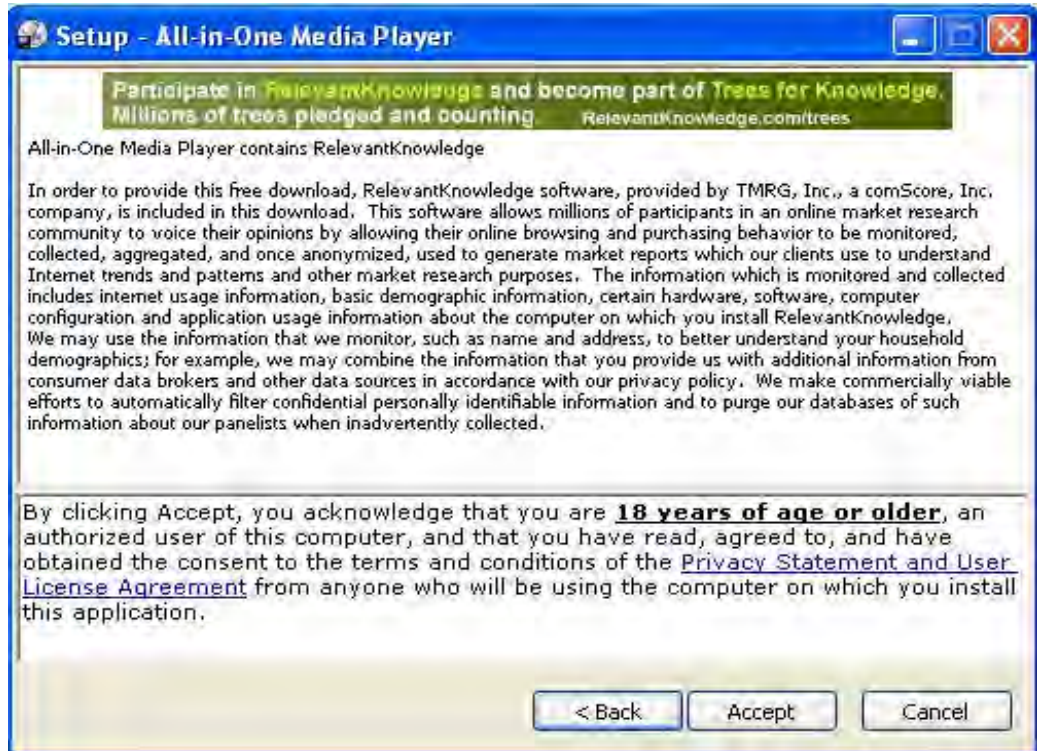 Setup - All-in-One Media Player
Participate in RelevantKnowledge and become part of Trees for Knowledge.
Millions of trees pledged and counting RelevantKnowledge.com/trees
All-in-One Media Player contains RelevantKnowledge
In order to provide this free download, RelevantKnowledge software, provided by TMRG, Inc., a comScore, Inc.
company, is included in this download. This software allows millions of participants in an online market research
community to voice their opinions by allowing their online browsing and purchasing behavior to be monitored,
collected, aggregated, and once anonymized, used to generate market reports which our clients use to understand
Internet trends and patterns and other market research purposes. The information which is monitored and collected
includes internet usage information, basic demographic information, certain hardware, software, computer
configuration and application usage information about the computer on which you install RelevantKnowledge.
We may use the information that we monitor, such as name and address, to better understand your household
demographics; for example, we may combine the information that you provide us with additional information from
consumer data brokers and other data sources in accordance with our privacy policy. We make commercially viable
efforts to automatically filter confidential personally identifiable information and to purge our databases of such
information about our panelists when inadvertently collected.
By clicking Accept, you acknowledge that you are 18 years of age or older, an
authorized user of this computer, and that you have read, agreed to, and have
obtained the consent to the terms and conditions of the Privacy Statement and User
License Agreement from anyone who will be using the computer on which you install
this application.
< Back Accept Cancel